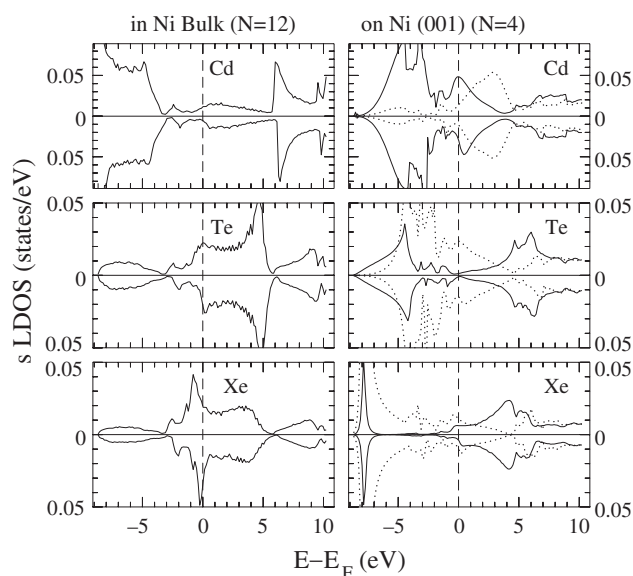 in Ni Bulk (N=12) on Ni (001) (N=4)
0.05 Cd Cd 0.05
0 0
0.05 0.05
0.05 Te Te 0.05
0 0
0.05 0.05
0.05 Xe Xe 0.05
0 0
0.05 0.05
−5 0 5 10 −5 0 5 10
s LDOS (states/eV)
E−E_F (eV)